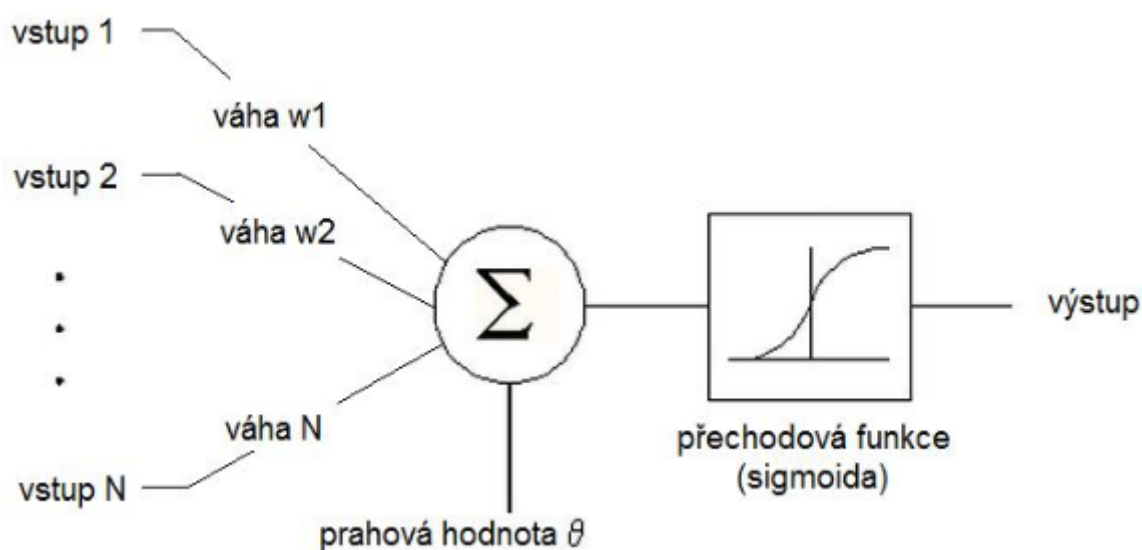 vstup 1
váha w1
vstup 2
váha w2
Σ
výstup
váha N
přechodová funkce
(sigmoida)
vstup N
prahová hodnota θ